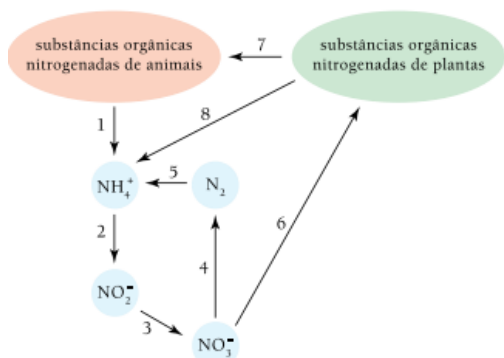 substâncias orgânicas
nitrogenadas de animais
7
substâncias orgânicas
nitrogenadas de plantas
1
8
NH₄⁺
5
N₂
2
6
4
NO₂⁻
3
NO₃⁻